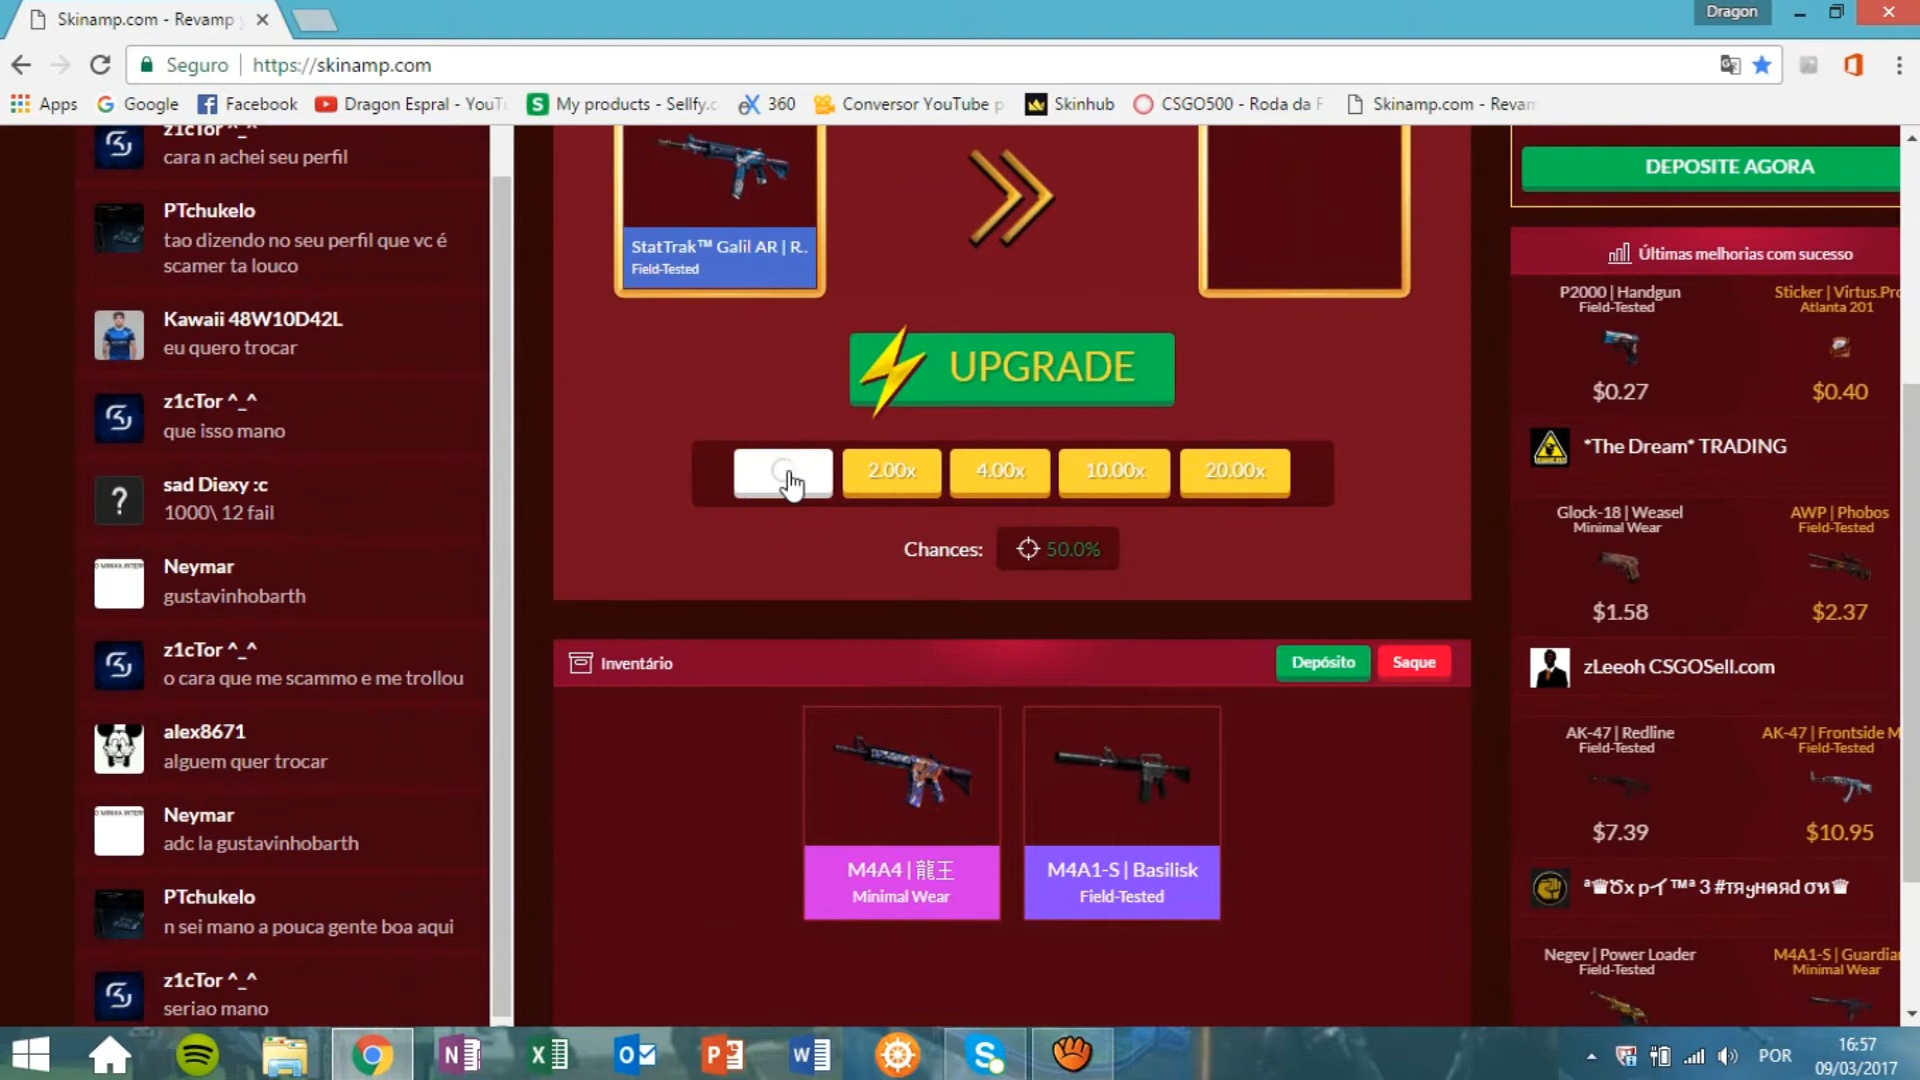 Skinamp.com - Revamp
Dragon
Seguro
https://skinamp.com
Apps
Google
Facebook
Dragon Espral - YouT
My products - Sellfy.c
360
Conversor YouTube p
Skinhub
CSGO500 - Roda da F
Skinamp.com - Revam
z1cTor ^_^
cara n achei seu perfil
PTchukelo
tao dizendo no seu perfil que vc é
scamer ta louco
Kawaii 48W10D42L
eu quero trocar
z1cTor ^_^
que isso mano
sad Diexy :c
1000\ 12 fail
Neymar
gustavinhobarth
z1cTor ^_^
o cara que me scammo e me trollou
alex8671
alguem quer trocar
Neymar
adc la gustavinhobarth
PTchukelo
n sei mano a pouca gente boa aqui
z1cTor ^_^
seriao mano
StatTrak™ Galil AR | R..
Field-Tested
UPGRADE
2.00x
4.00x
10.00x
20.00x
Chances:
50.0%
Inventário
Depósito
Saque
M4A4 | 龍王
Minimal Wear
M4A1-S | Basilisk
Field-Tested
DEPOSITE AGORA
Últimas melhorias com sucesso
P2000 | Handgun
Field-Tested
$0.27
Sticker | Virtus.Pro
Atlanta 201
$0.40
*The Dream* TRADING
Glock-18 | Weasel
Minimal Wear
$1.58
AWP | Phobos
Field-Tested
$2.37
zLeeoh CSGOSell.com
AK-47 | Redline
Field-Tested
$7.39
AK-47 | Frontside M
Field-Tested
$10.95
Negev | Power Loader
Field-Tested
M4A1-S | Guardian
Minimal Wear
POR
16:57
09/03/2017